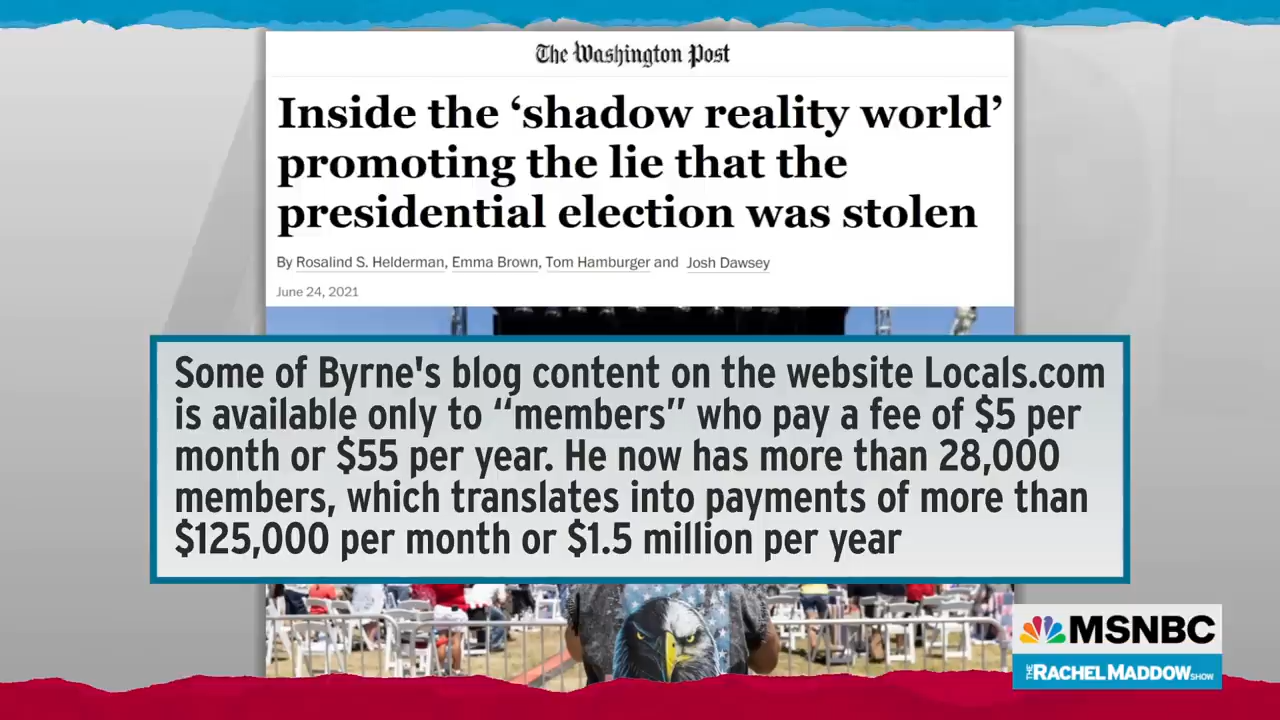 The Washington Post
Inside the ‘shadow reality world’
promoting the lie that the
presidential election was stolen
By Rosalind S. Helderman, Emma Brown, Tom Hamburger and Josh Dawsey
June 24, 2021
Some of Byrne's blog content on the website Locals.com
is available only to “members” who pay a fee of $5 per
month or $55 per year. He now has more than 28,000
members, which translates into payments of more than
$125,000 per month or $1.5 million per year
MSNBC
THE RACHEL MADDOW SHOW